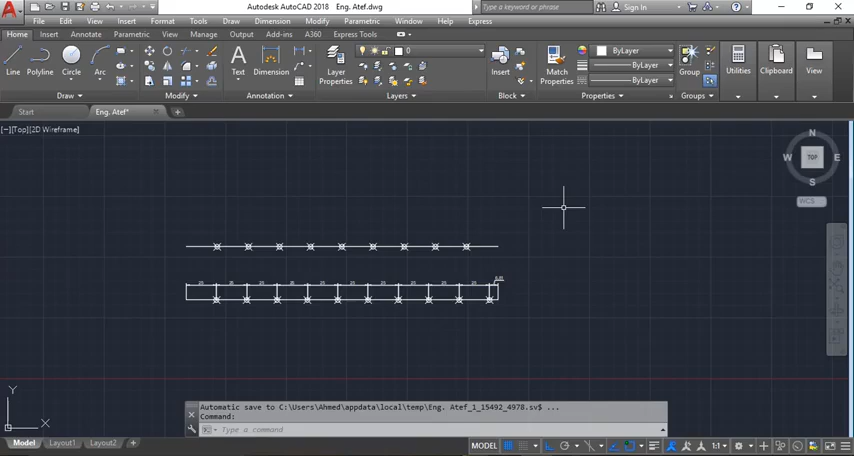 Autodesk AutoCAD 2018 Eng. Atef.dwg
Type a keyword or phrase
Sign In
File Edit View Insert Format Tools Draw Dimension Modify Parametric Window Help Express
Home Insert Annotate Parametric View Manage Output Add-ins A360 Express Tools
0
ByLayer
ByLayer
ByLayer
Line Polyline Circle Arc Text Dimension Layer Properties Insert Match Properties Group Utilities Clipboard View
Draw Modify Annotation Layers Block Properties Groups
Start Eng. Atef*
[−][Top][2D Wireframe]
N
W TOP E
S
WCS
Y
X
Automatic save to C:\Users\Ahmed\appdata\local\temp\Eng. Atef_1_15492_4978.sv$ ...
Command:
Type a command
Model Layout1 Layout2 +
MODEL 1:1